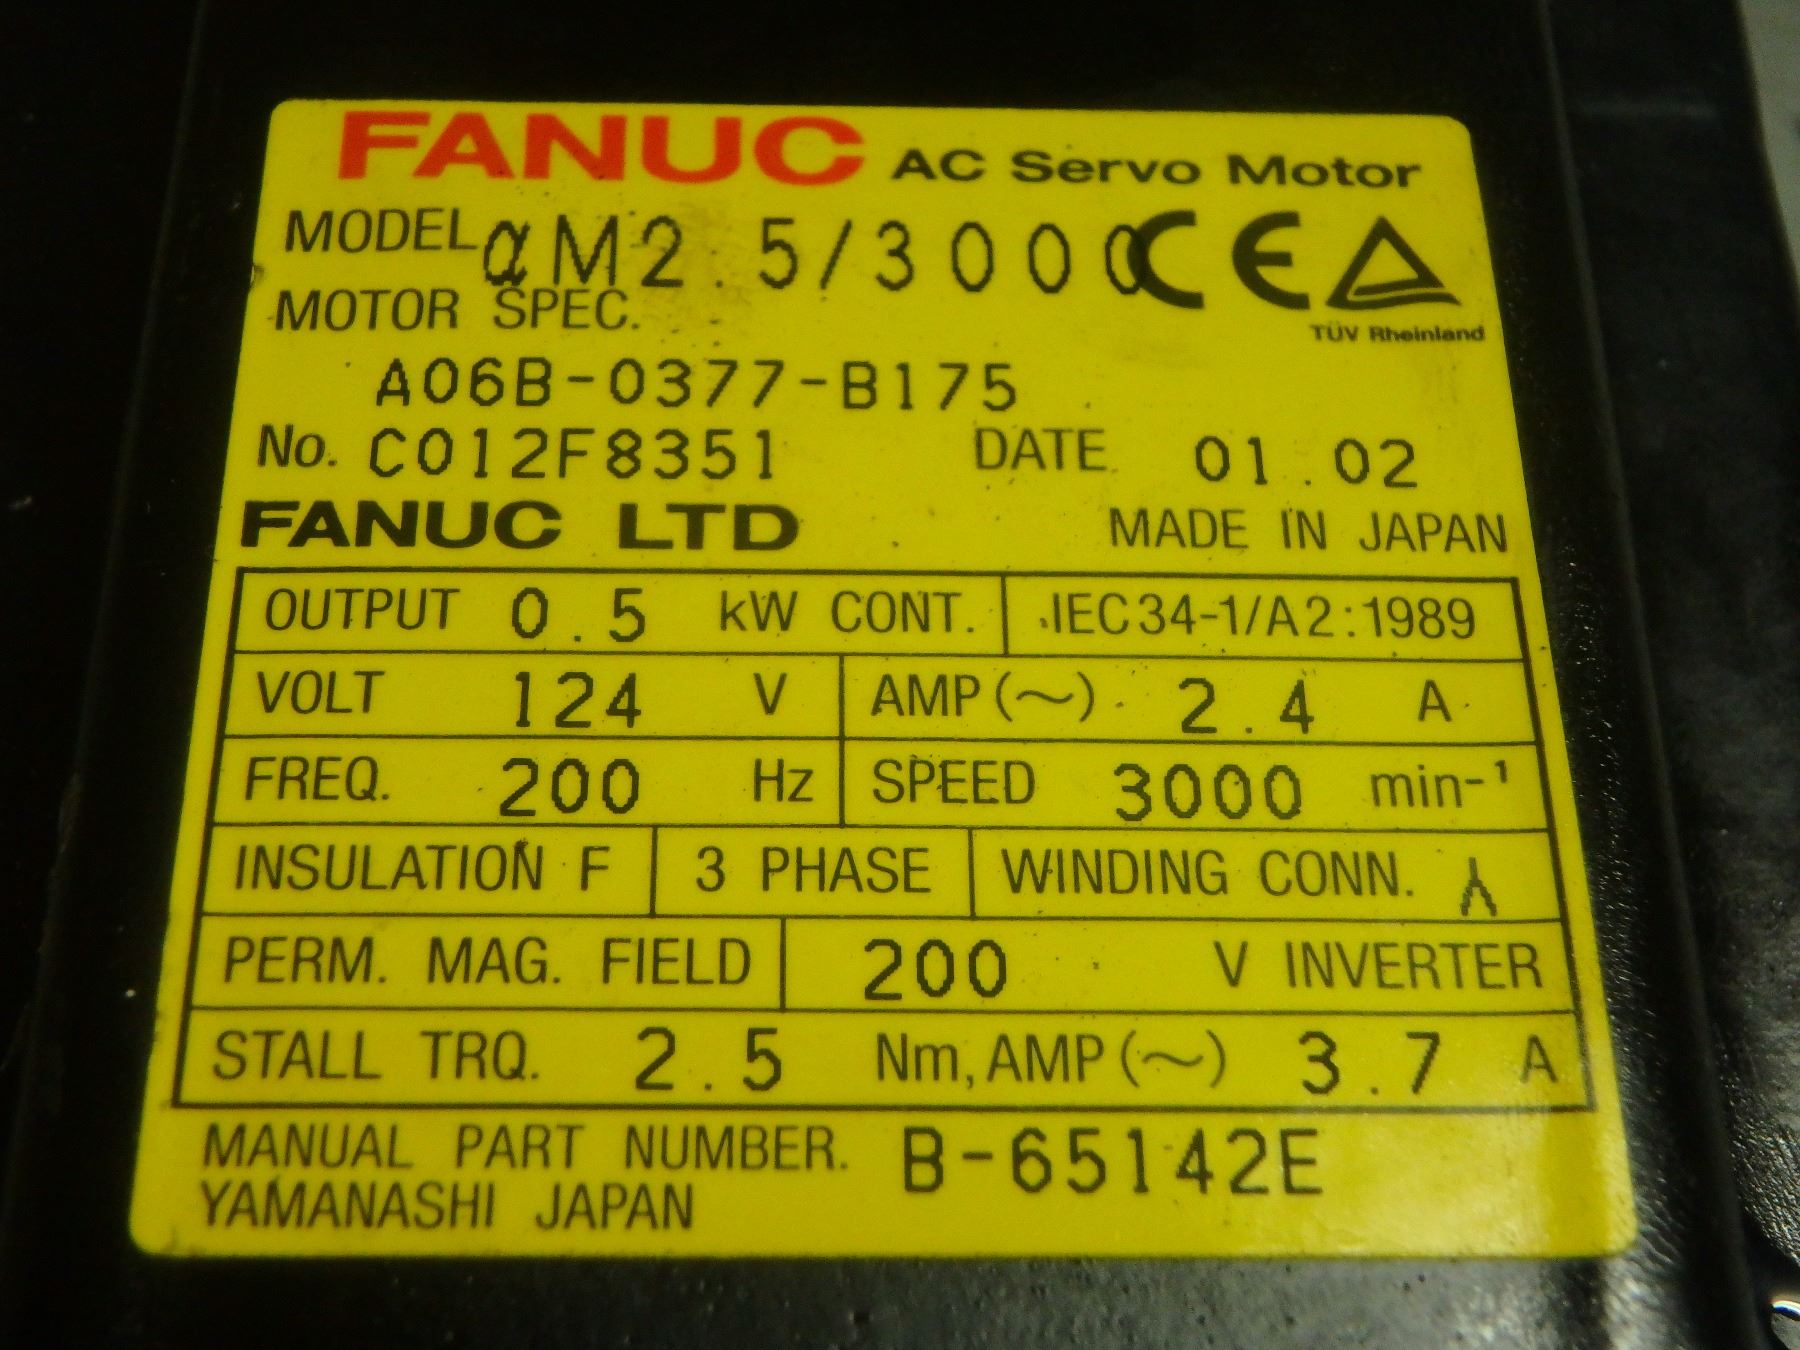 FANUC AC Servo Motor
MODEL αM2.5/3000 CE
TÜV Rheinland
MOTOR SPEC.
A06B-0377-B175
No. C012F8351 DATE 01.02
FANUC LTD MADE IN JAPAN
OUTPUT 0.5 kW CONT. IEC34-1/A2:1989
VOLT 124 V AMP(~) 2.4 A
FREQ. 200 Hz SPEED 3000 min-¹
INSULATION F 3 PHASE WINDING CONN. Y
PERM. MAG. FIELD 200 V INVERTER
STALL TRQ. 2.5 Nm, AMP(~) 3.7 A
MANUAL PART NUMBER. B-65142E
YAMANASHI JAPAN